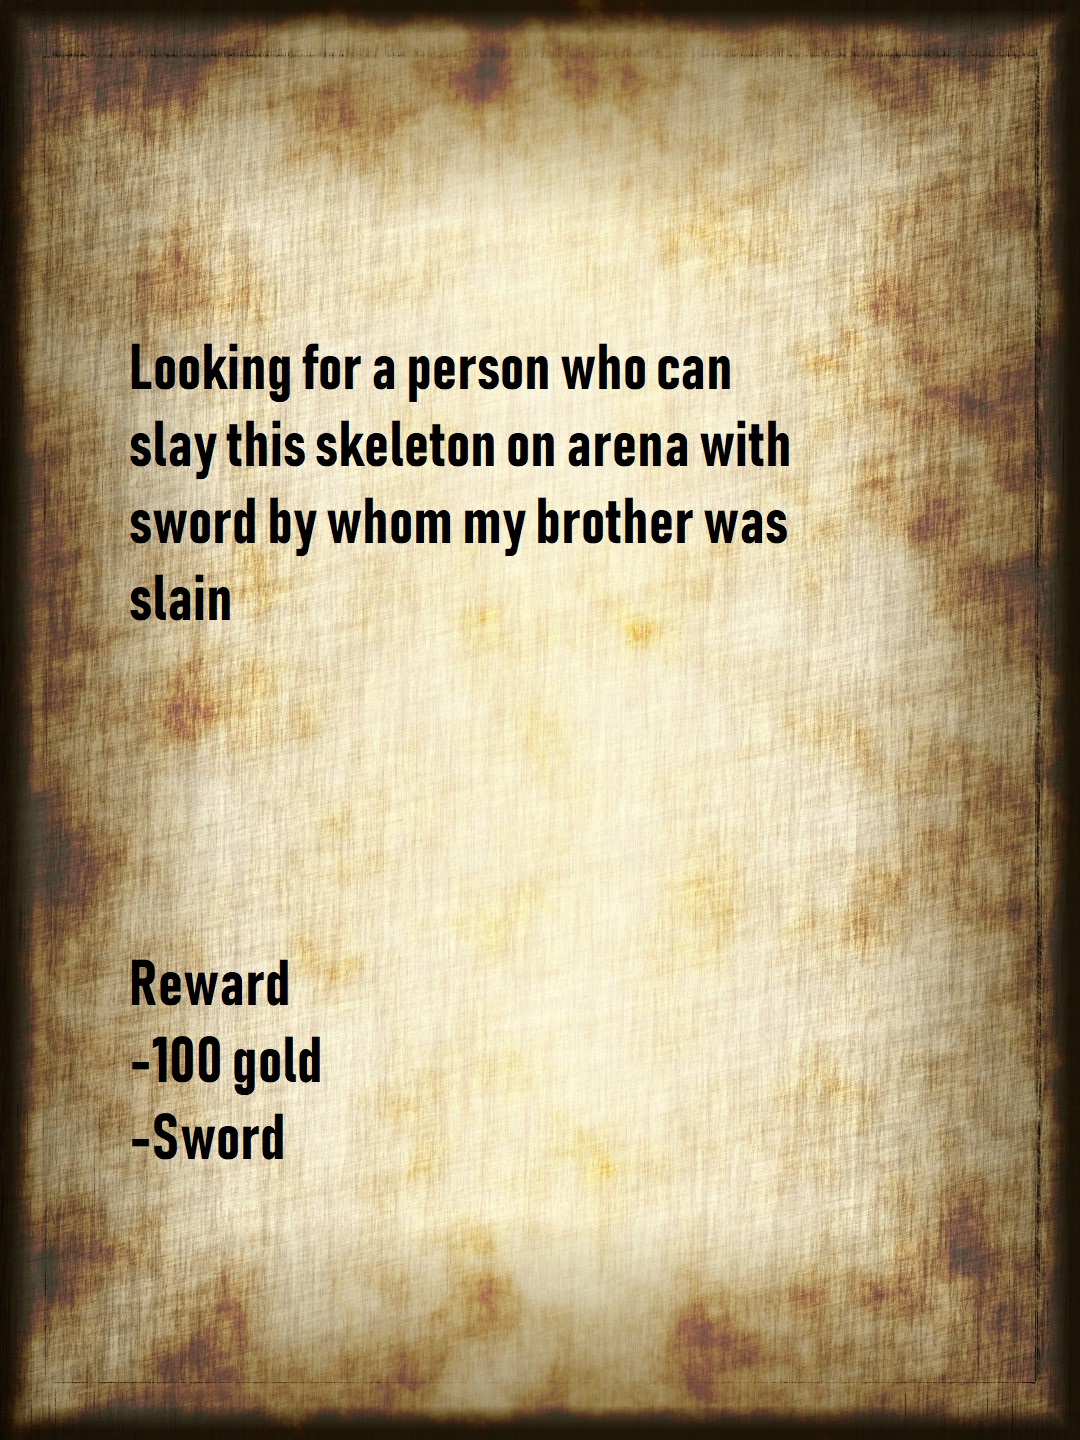 Looking for a person who can
slay this skeleton on arena with
sword by whom my brother was
slain
Reward
-100 gold
-Sword